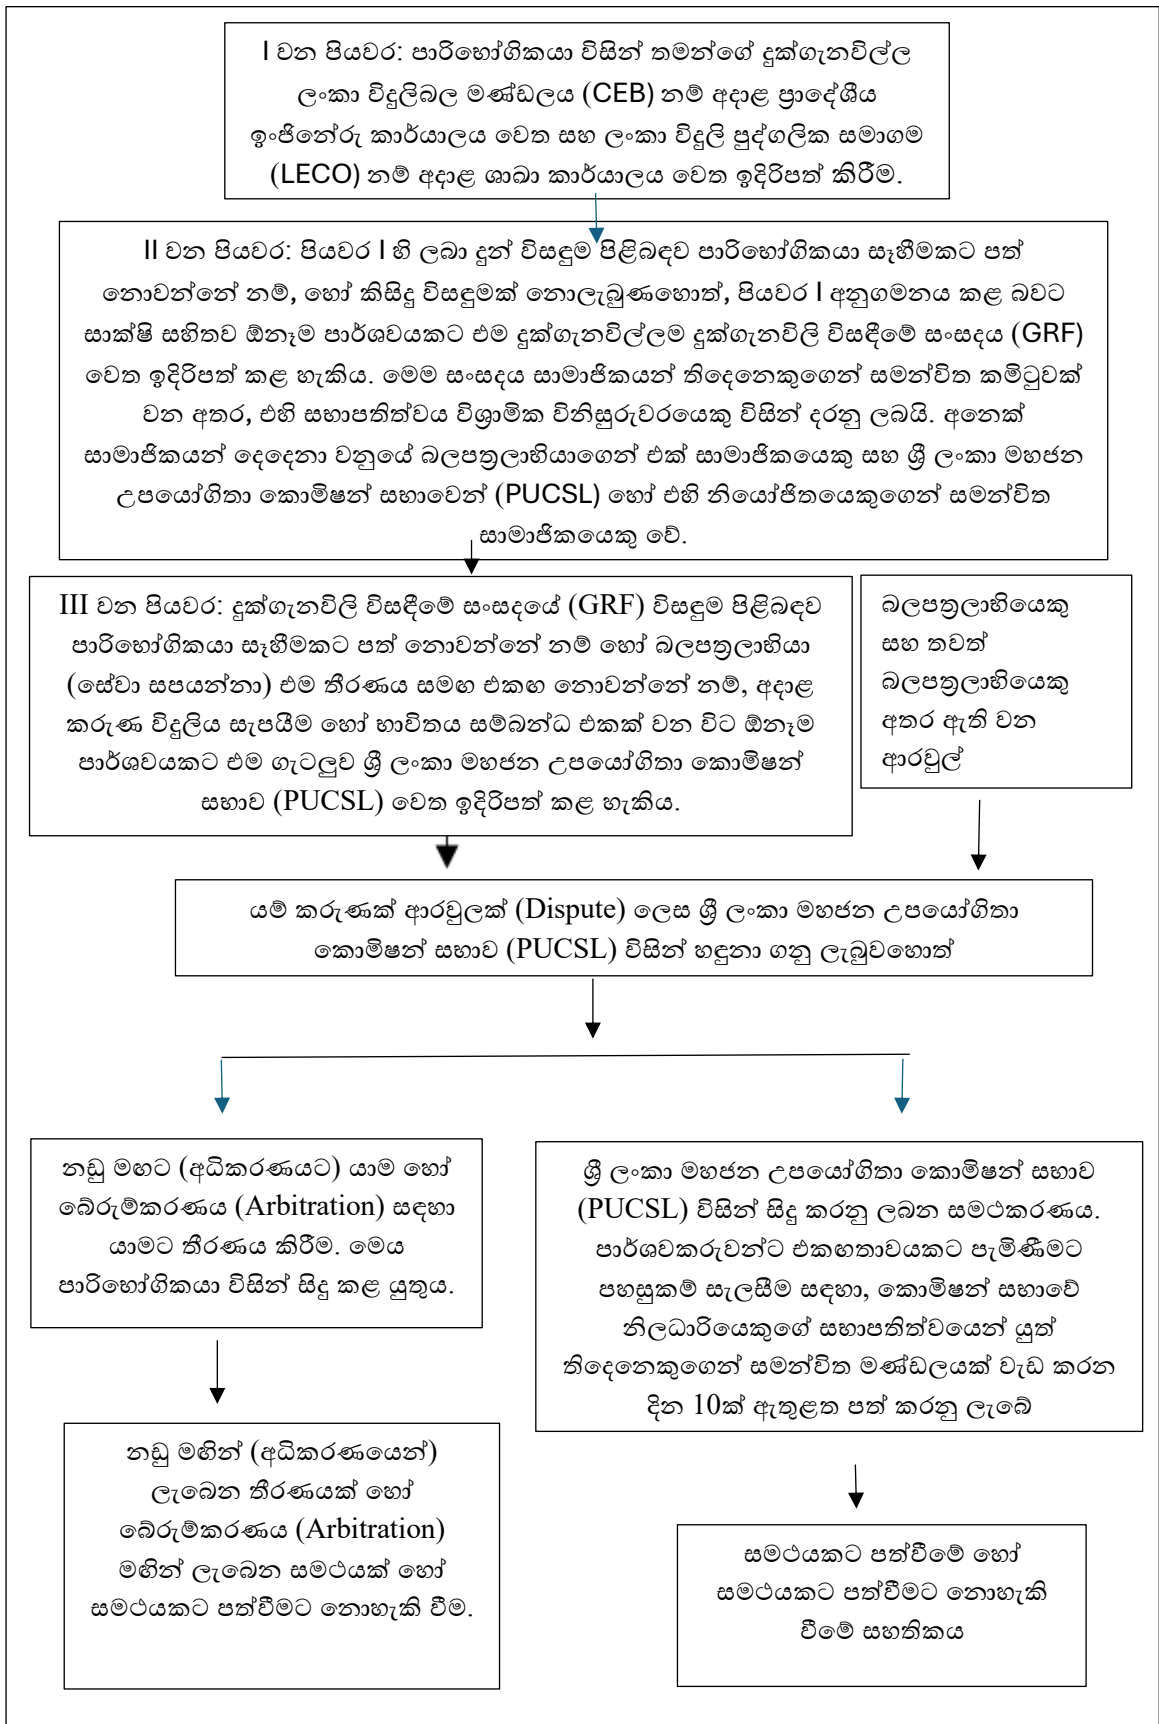 I වන පියවර: පාරිභෝගිකයා විසින් තමන්ගේ දුක්ගැනවිල්ල
ලංකා විදුලිබල මණ්ඩලය (CEB) නම් අදාළ ප්‍රාදේශීය
ඉංජිනේරු කාර්යාලය වෙත සහ ලංකා විදුලි පුද්ගලික සමාගම
(LECO) නම් අදාළ ශාඛා කාර්යාලය වෙත ඉදිරිපත් කිරීම.
II වන පියවර: පියවර I හි ලබා දුන් විසඳුම පිළිබඳව පාරිභෝගිකයා සෑහීමකට පත්
නොවන්නේ නම්, හෝ කිසිදු විසඳුමක් නොලැබුණහොත්, පියවර I අනුගමනය කළ බවට
සාක්ෂි සහිතව ඕනෑම පාර්ශවයකට එම දුක්ගැනවිල්ලම දුක්ගැනවිලි විසඳීමේ සංසදය (GRF)
වෙත ඉදිරිපත් කළ හැකිය. මෙම සංසදය සාමාජිකයන් තිදෙනෙකුගෙන් සමන්විත කමිටුවක්
වන අතර, එහි සභාපතිත්වය විශ්‍රාමික විනිසුරුවරයෙකු විසින් දරනු ලබයි. අනෙක්
සාමාජිකයන් දෙදෙනා වනුයේ බලපත්‍රලාභියාගෙන් එක් සාමාජිකයෙකු සහ ශ්‍රී ලංකා මහජන
උපයෝගිතා කොමිෂන් සභාවෙන් (PUCSL) හෝ එහි නියෝජිතයෙකුගෙන් සමන්විත
සාමාජිකයෙකු වේ.
III වන පියවර: දුක්ගැනවිලි විසඳීමේ සංසදයේ (GRF) විසඳුම පිළිබඳව
පාරිභෝගිකයා සෑහීමකට පත් නොවන්නේ නම් හෝ බලපත්‍රලාභියා
(සේවා සපයන්නා) එම තීරණය සමඟ එකඟ නොවන්නේ නම්, අදාළ
කරුණ විදුලිය සැපයීම හෝ භාවිතය සම්බන්ධ එකක් වන විට ඕනෑම
පාර්ශවයකට එම ගැටලුව ශ්‍රී ලංකා මහජන උපයෝගිතා කොමිෂන්
සභාව (PUCSL) වෙත ඉදිරිපත් කළ හැකිය.
බලපත්‍රලාභියෙකු
සහ තවත්
බලපත්‍රලාභියෙකු
අතර ඇති වන
ආරවුල්
යම් කරුණක් ආරවුලක් (Dispute) ලෙස ශ්‍රී ලංකා මහජන උපයෝගිතා
කොමිෂන් සභාව (PUCSL) විසින් හඳුනා ගනු ලැබුවහොත්
නඩු මඟට (අධිකරණයට) යාම හෝ
බේරුම්කරණය (Arbitration) සඳහා
යාමට තීරණය කිරීම. මෙය
පාරිභෝගිකයා විසින් සිදු කළ යුතුය.
ශ්‍රී ලංකා මහජන උපයෝගිතා කොමිෂන් සභාව
(PUCSL) විසින් සිදු කරනු ලබන සමථකරණය.
පාර්ශවකරුවන්ට එකඟතාවයකට පැමිණීමට
පහසුකම් සැලසීම සඳහා, කොමිෂන් සභාවේ
නිලධාරියෙකුගේ සභාපතිත්වයෙන් යුත්
තිදෙනෙකුගෙන් සමන්විත මණ්ඩලයක් වැඩ කරන
දින 10ක් ඇතුළත පත් කරනු ලැබේ
නඩු මඟින් (අධිකරණයෙන්)
ලැබෙන තීරණයක් හෝ
බේරුම්කරණය (Arbitration)
මඟින් ලැබෙන සමථයක් හෝ
සමථයකට පත්වීමට නොහැකි වීම.
සමථයකට පත්වීමේ හෝ
සමථයකට පත්වීමට නොහැකි
වීමේ සහතිකය